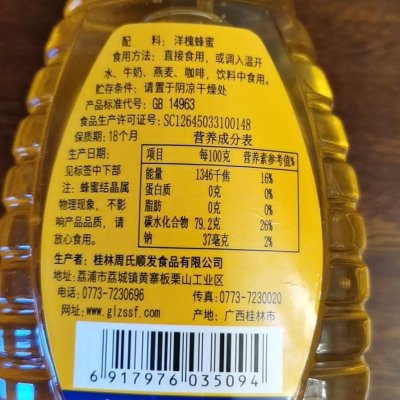 配 料：洋槐蜂蜜
食用方法：直接食用，或调入温开
水、牛奶、燕麦、咖啡，饮料中食用。
贮存条件：请置于阴凉干燥处
产品标准代号：GB 14963
食品生产许可证号：SC12645033100148
保质期：18个月
生产日期：
见标签中下部
注：蜂蜜结晶属
物理现象，不影
响产品品质，请
放心食用。
营养成分表
项目 每100克 营养素参考值%
能量 1346千焦 16%
蛋白质 0克 0%
脂肪 0克 0%
碳水化合物 79.2克 26%
钠 37毫克 2%
生产者：桂林周氏顺发食品有限公司
地址：荔浦市荔城镇黄寨板栗山工业区
电话：0773-7230696 传真：0773-7230020
网址：www.glzssf.com 产地：广西桂林市
6 917976 035094 >